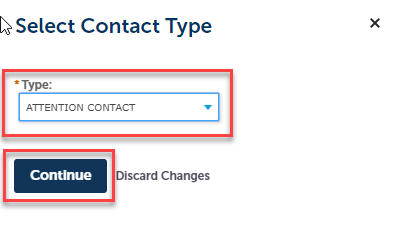 Select Contact Type
*Type:
ATTENTION CONTACT
Continue Discard Changes